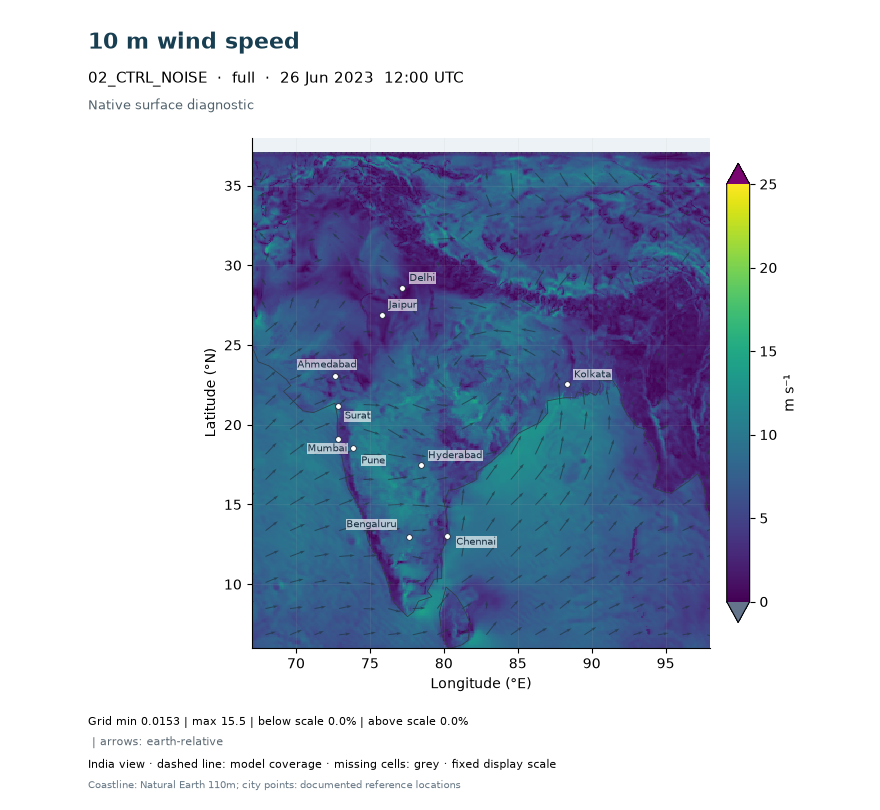 10 m wind speed
02_CTRL_NOISE · full · 26 Jun 2023 12:00 UTC
Native surface diagnostic
35
30
25
20
15
10
Latitude (°N)
70
75
80
85
90
95
Longitude (°E)
Delhi
Jaipur
Ahmedabad
Kolkata
Surat
Mumbai
Pune
Hyderabad
Bengaluru
Chennai
25
20
15
10
5
0
m s⁻¹
Grid min 0.0153 | max 15.5 | below scale 0.0% | above scale 0.0%
| arrows: earth-relative
India view · dashed line: model coverage · missing cells: grey · fixed display scale
Coastline: Natural Earth 110m; city points: documented reference locations